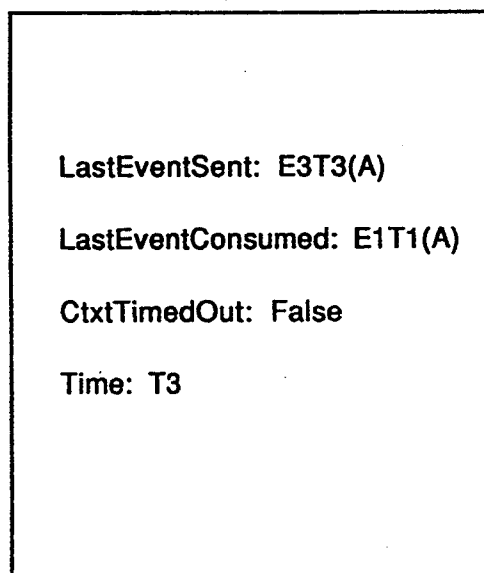 LastEventSent: E3T3(A)
LastEventConsumed: E1T1(A)
CtxtTimedOut: False
Time: T3